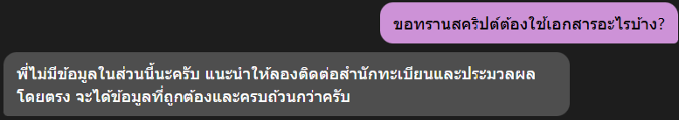 ขอทรานสคริปต์ต้องใช้เอกสารอะไรบ้าง?
พี่ไม่มีข้อมูลในส่วนนี้นะครับ แนะนำให้ลองติดต่อสำนักทะเบียนและประมวลผล
โดยตรง จะได้ข้อมูลที่ถูกต้องและครบถ้วนกว่าครับ